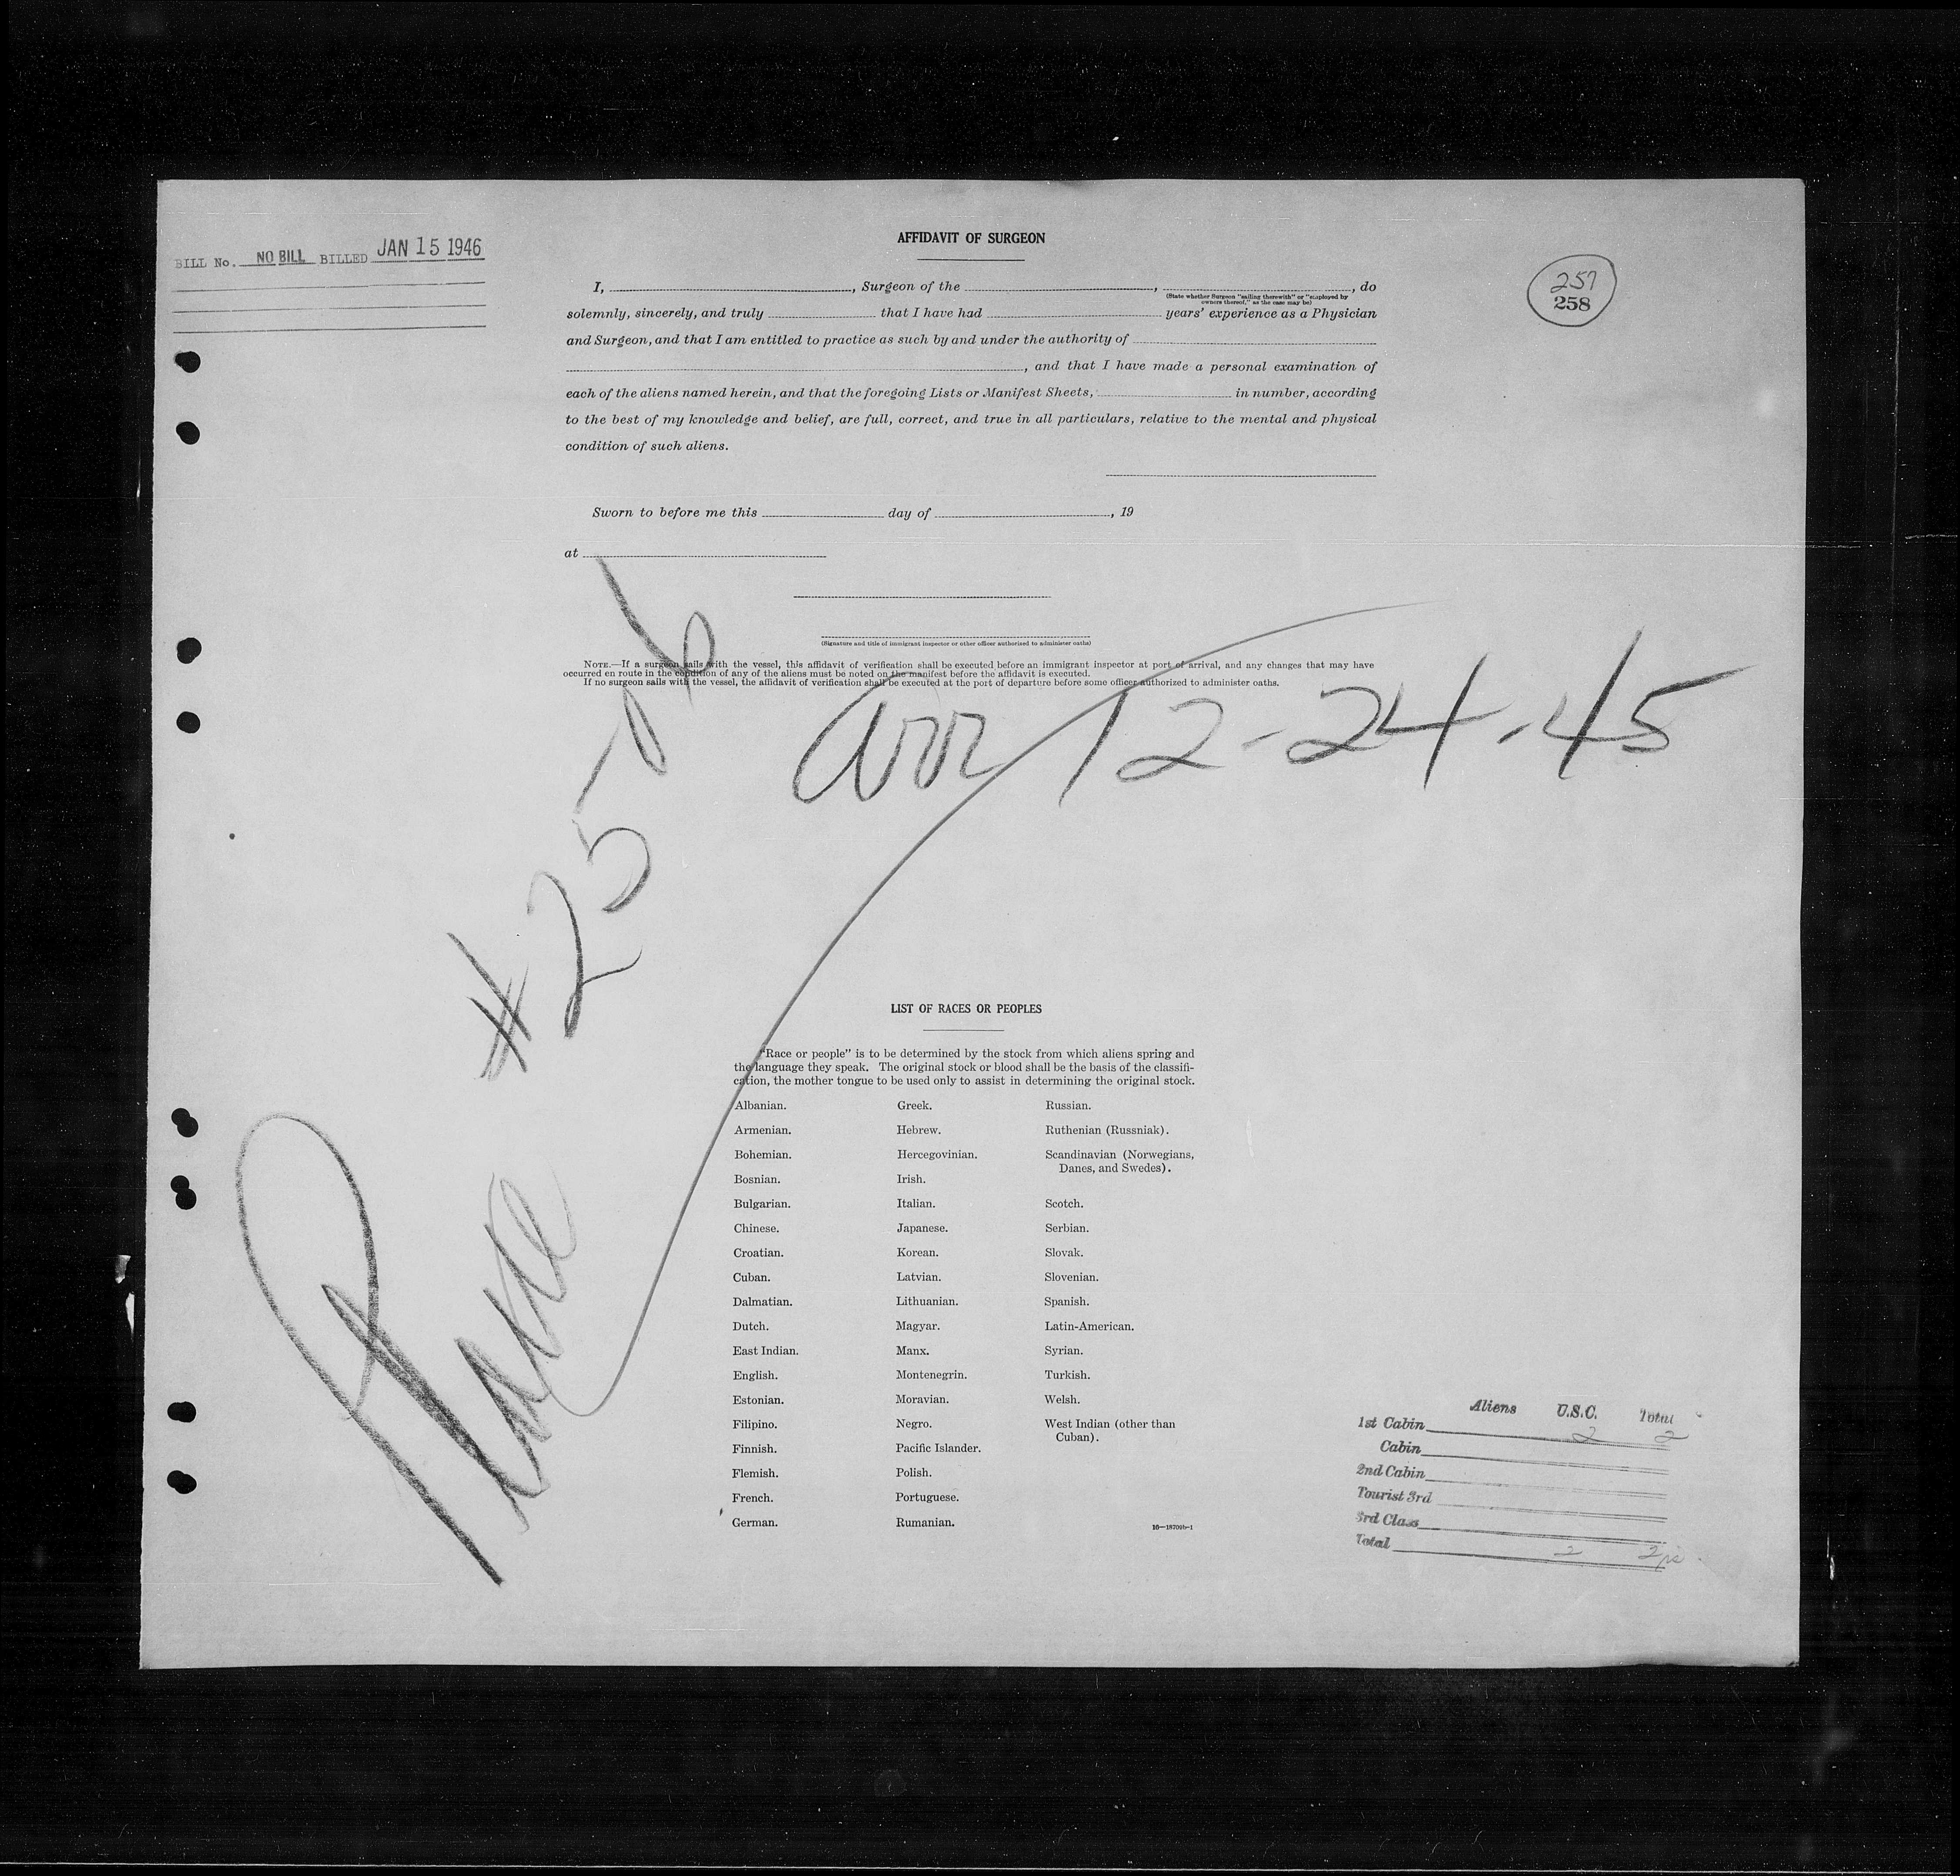 BILL No. NO BILL BILLED JAN 15 1946
AFFIDAVIT OF SURGEON
257
258
I, , Surgeon of the , , do
(State whether Surgeon "sailing therewith" or "employed by
owners thereof," as the case may be)
solemnly, sincerely, and truly that I have had years' experience as a Physician
and Surgeon, and that I am entitled to practice as such by and under the authority of
, and that I have made a personal examination of
each of the aliens named herein, and that the foregoing Lists or Manifest Sheets, in number, according
to the best of my knowledge and belief, are full, correct, and true in all particulars, relative to the mental and physical
condition of such aliens.
Sworn to before me this day of , 19
at
(Signature and title of immigrant inspector or other officer authorized to administer oaths)
NOTE.—If a surgeon sails with the vessel, this affidavit of verification shall be executed before an immigrant inspector at port of arrival, and any changes that may have
occurred en route in the condition of any of the aliens must be noted on the manifest before the affidavit is executed.
If no surgeon sails with the vessel, the affidavit of verification shall be executed at the port of departure before some officer authorized to administer oaths.
arr 12-24-45
Plane #25-
LIST OF RACES OR PEOPLES
"Race or people" is to be determined by the stock from which aliens spring and
the language they speak. The original stock or blood shall be the basis of the classifi-
cation, the mother tongue to be used only to assist in determining the original stock.
Albanian. Greek. Russian.
Armenian. Hebrew. Ruthenian (Russniak).
Bohemian. Hercegovinian. Scandinavian (Norwegians,
Danes, and Swedes).
Bosnian. Irish.
Bulgarian. Italian. Scotch.
Chinese. Japanese. Serbian.
Croatian. Korean. Slovak.
Cuban. Latvian. Slovenian.
Dalmatian. Lithuanian. Spanish.
Dutch. Magyar. Latin-American.
East Indian. Manx. Syrian.
English. Montenegrin. Turkish.
Estonian. Moravian. Welsh.
Filipino. Negro. West Indian (other than
Cuban).
Finnish. Pacific Islander.
Flemish. Polish.
French. Portuguese.
German. Rumanian.
Aliens U.S.C. Total
1st Cabin 2 2
Cabin
2nd Cabin
Tourist 3rd
3rd Class
Total 2 2